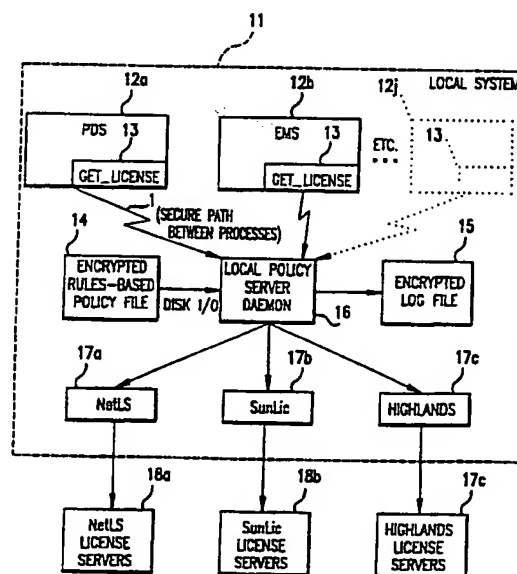 11
12a
12b
12j
LOCAL SYSTEM
PDS
13
GET_LICENSE
EMS
13
GET_LICENSE
ETC.
13
1
(SECURE PATH
BETWEEN PROCESSES)
14
15
ENCRYPTED
RULES-BASED
POLICY FILE
DISK I/O
LOCAL POLICY
SERVER
DAEMON
16
ENCRYPTED
LOG FILE
17a
17b
17c
NetLS
SunLic
HIGHLANDS
18a
18b
17c
NetLS
LICENSE
SERVERS
SunLic
LICENSE
SERVERS
HIGHLANDS
LICENSE
SERVERS